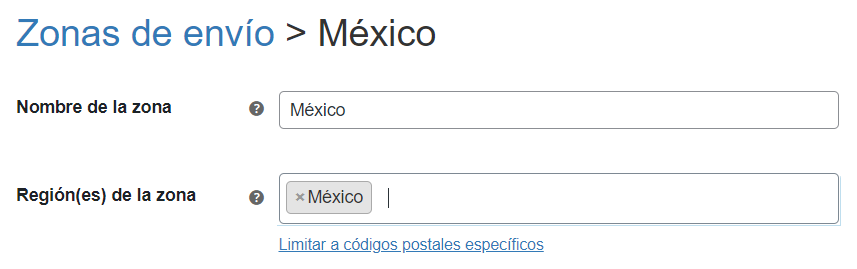 Zonas de envío > México
Nombre de la zona ? México
Región(es) de la zona ? × México
Limitar a códigos postales específicos